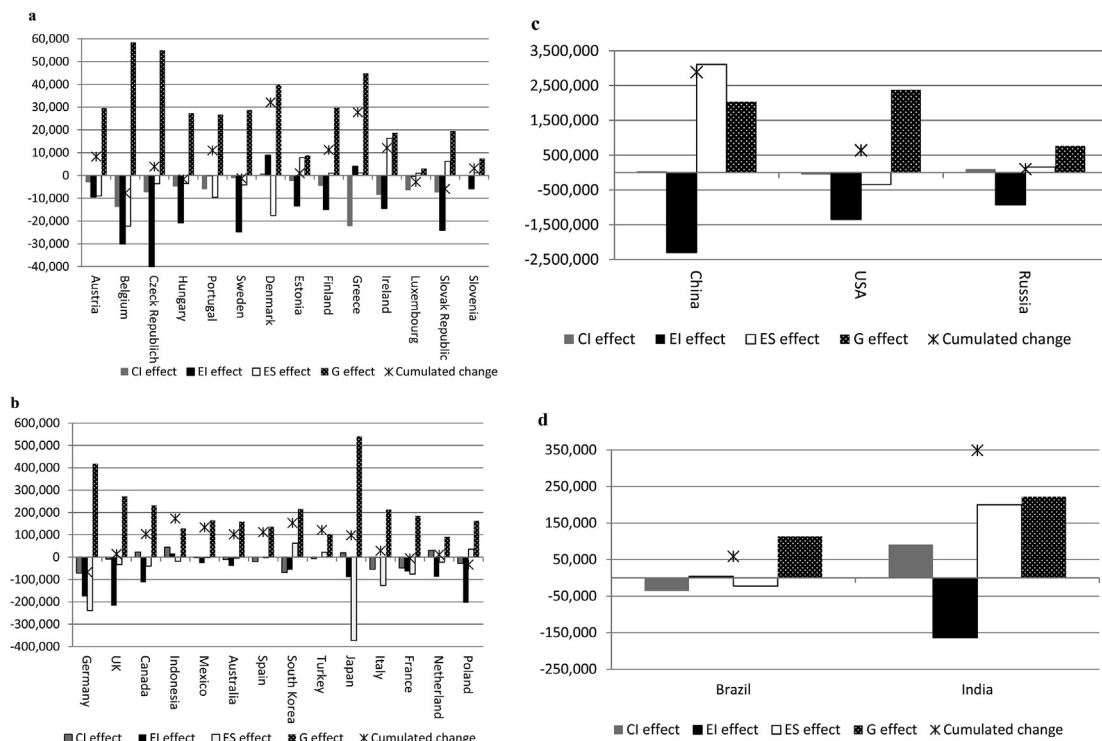 a
60,000
50,000
40,000
30,000
20,000
10,000
0
-10,000
-20,000
-30,000
-40,000
Austria
Belgium
Czeck Republich
Hungary
Portugal
Sweden
Denmark
Estonia
Finland
Greece
Ireland
Luxembourg
Slovak Republic
Slovenia
CI effect EI effect ES effect G effect Cumulated change
b
600,000
500,000
400,000
300,000
200,000
100,000
0
-100,000
-200,000
-300,000
-400,000
Germany
UK
Canada
Indonesia
Mexico
Australia
Spain
South Korea
Turkey
Japan
Italy
France
Netherland
Poland
CI effect EI effect ES effect G effect Cumulated change
c
3,500,000
2,500,000
1,500,000
500,000
-500,000
-1,500,000
-2,500,000
China
USA
Russia
CI effect EI effect ES effect G effect Cumulated change
d
350,000
250,000
150,000
50,000
-50,000
-150,000
-250,000
Brazil India
CI effect EI effect ES effect G effect Cumulated change